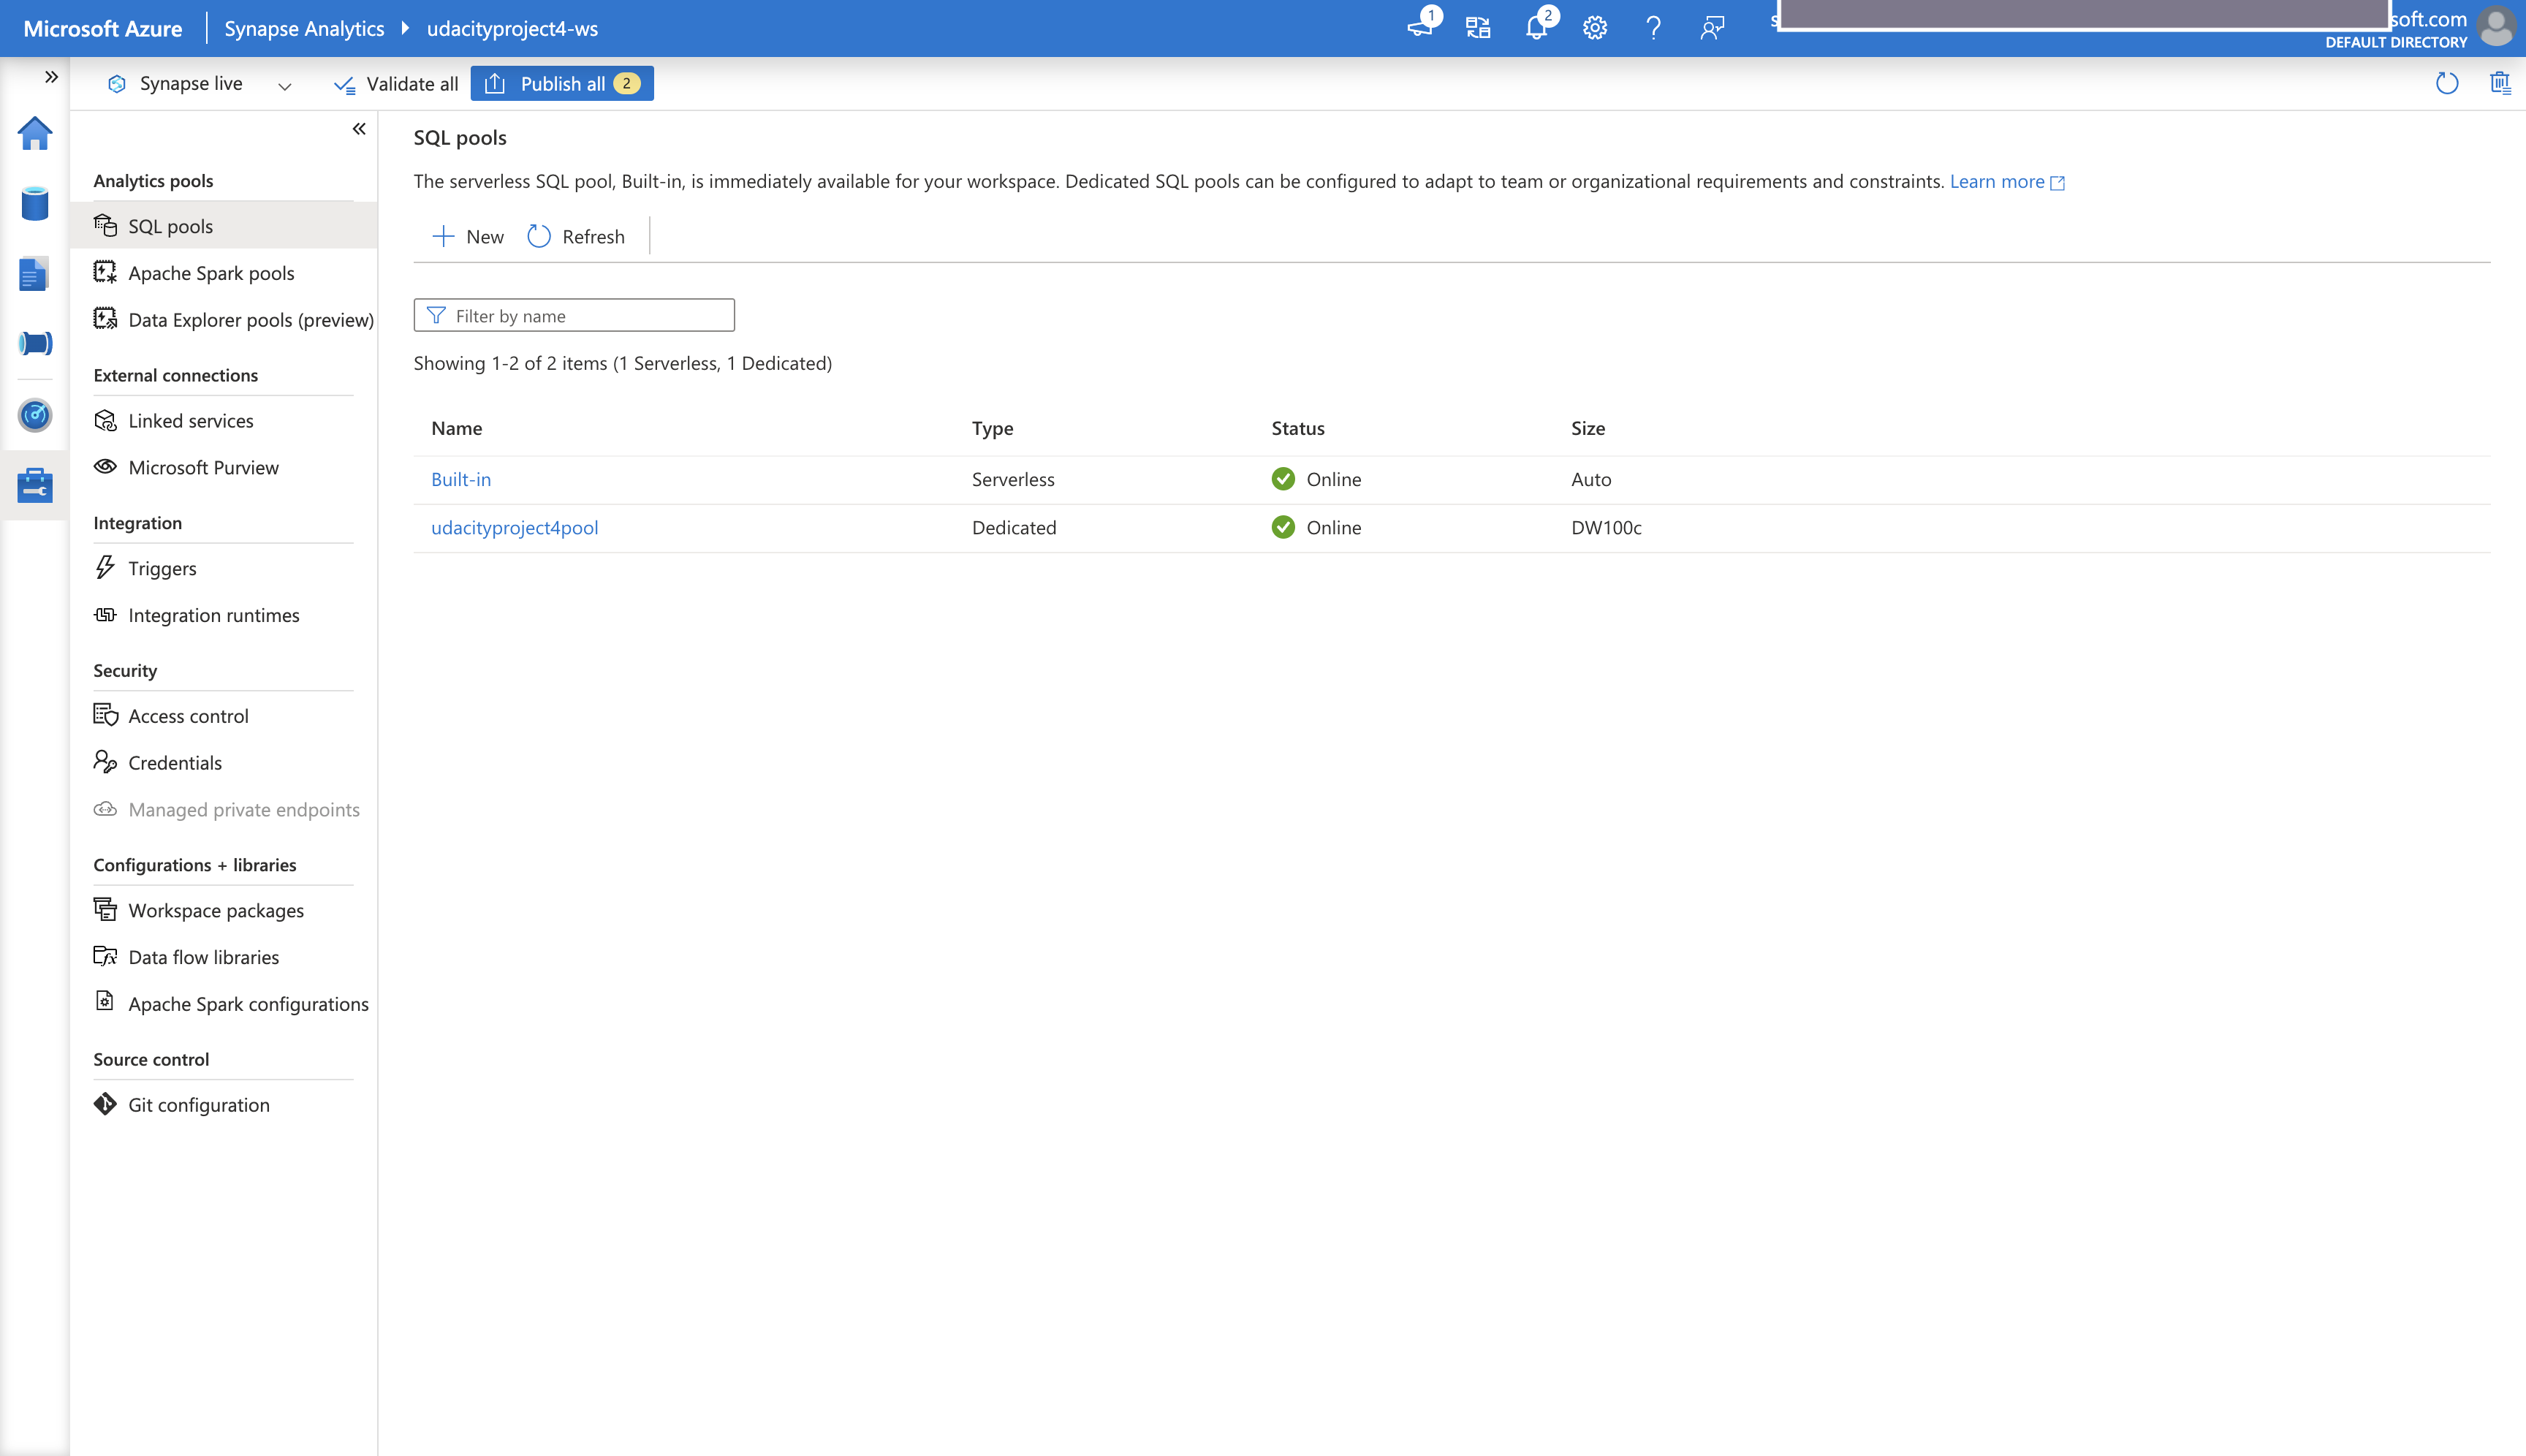 Microsoft Azure
Synapse Analytics
udacityproject4-ws
1
2
soft.com
DEFAULT DIRECTORY
Synapse live
Validate all
Publish all 2
Analytics pools
SQL pools
Apache Spark pools
Data Explorer pools (preview)
External connections
Linked services
Microsoft Purview
Integration
Triggers
Integration runtimes
Security
Access control
Credentials
Managed private endpoints
Configurations + libraries
Workspace packages
Data flow libraries
Apache Spark configurations
Source control
Git configuration
SQL pools
The serverless SQL pool, Built-in, is immediately available for your workspace. Dedicated SQL pools can be configured to adapt to team or organizational requirements and constraints. Learn more
New Refresh
Filter by name
Showing 1-2 of 2 items (1 Serverless, 1 Dedicated)
Name Type Status Size
Built-in Serverless Online Auto
udacityproject4pool Dedicated Online DW100c